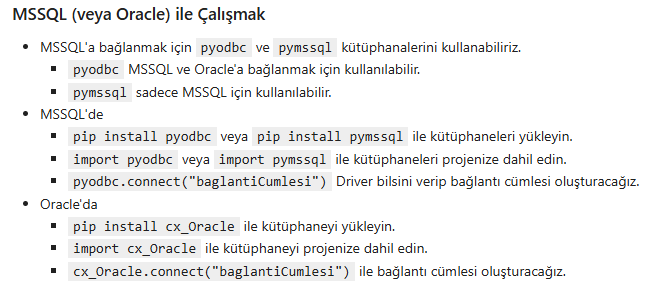 MSSQL (veya Oracle) ile Çalışmak
MSSQL'a bağlanmak için pyodbc ve pymssql kütüphanalerini kullanabiliriz.
pyodbc MSSQL ve Oracle'a bağlanmak için kullanılabilir.
pymssql sadece MSSQL için kullanılabilir.
MSSQL'de
pip install pyodbc veya pip install pymssql ile kütüphaneleri yükleyin.
import pyodbc veya import pymssql ile kütüphaneleri projenize dahil edin.
pyodbc.connect("baglantiCumlesi") Driver bilsini verip bağlantı cümlesi oluşturacağız.
Oracle'da
pip install cx_Oracle ile kütüphaneyi yükleyin.
import cx_Oracle ile kütüphaneyi projenize dahil edin.
cx_Oracle.connect("baglantiCumlesi") ile bağlantı cümlesi oluşturacağız.